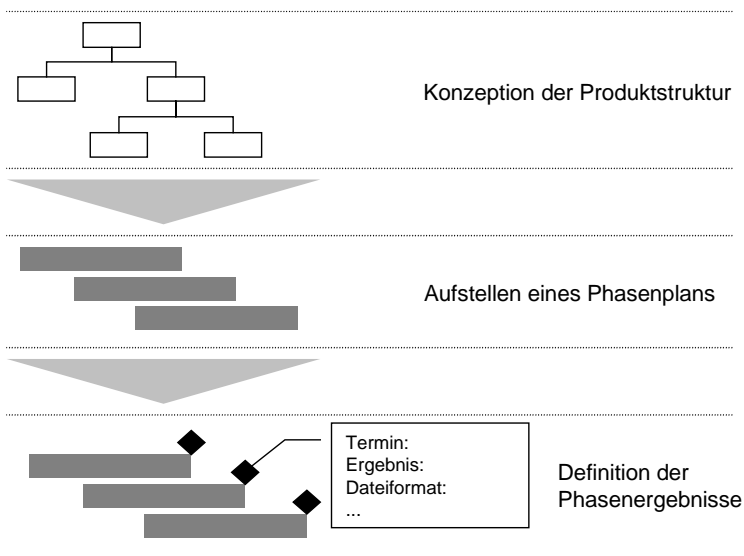 Konzeption der Produktstruktur
Aufstellen eines Phasenplans
Termin:
Ergebnis:
Dateiformat:
...
Definition der
Phasenergebnisse